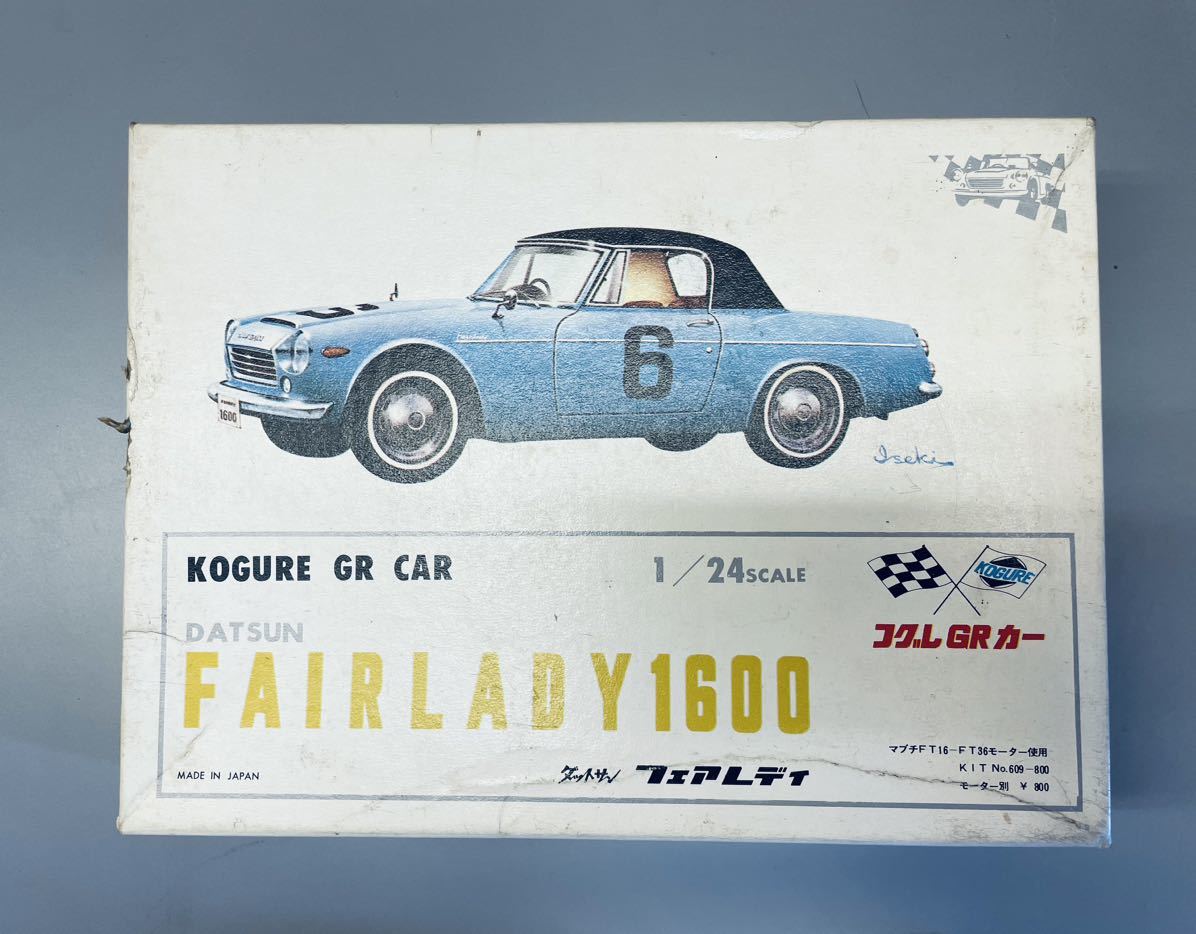 6
1600
Iseki
KOGURE GR CAR
1/24SCALE
KOGURE
コグレGRカー
DATSUN
FAIRLADY1600
マブチFT16-FT36モーター使用
KIT No.609-800
モーター別 ¥ 800
MADE IN JAPAN
ダットサン フェアレディ